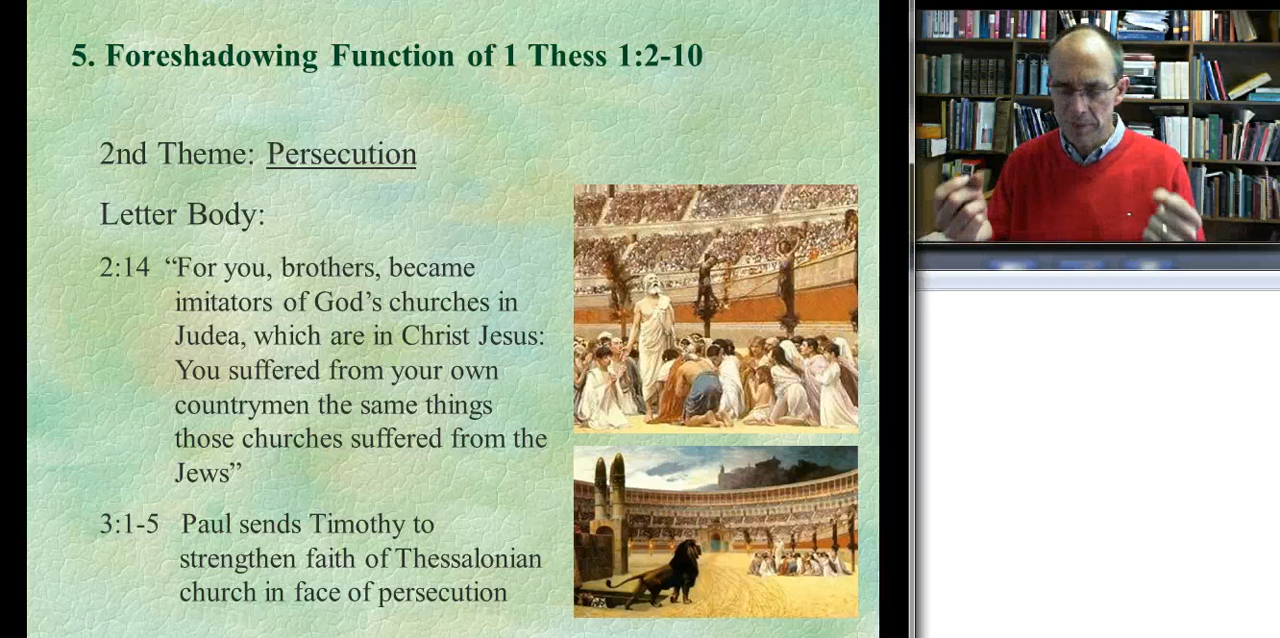 5. Foreshadowing Function of 1 Thess 1:2-10
2nd Theme: Persecution
Letter Body:
2:14 “For you, brothers, became
imitators of God’s churches in
Judea, which are in Christ Jesus:
You suffered from your own
countrymen the same things
those churches suffered from the
Jews”
3:1-5 Paul sends Timothy to
strengthen faith of Thessalonian
church in face of persecution